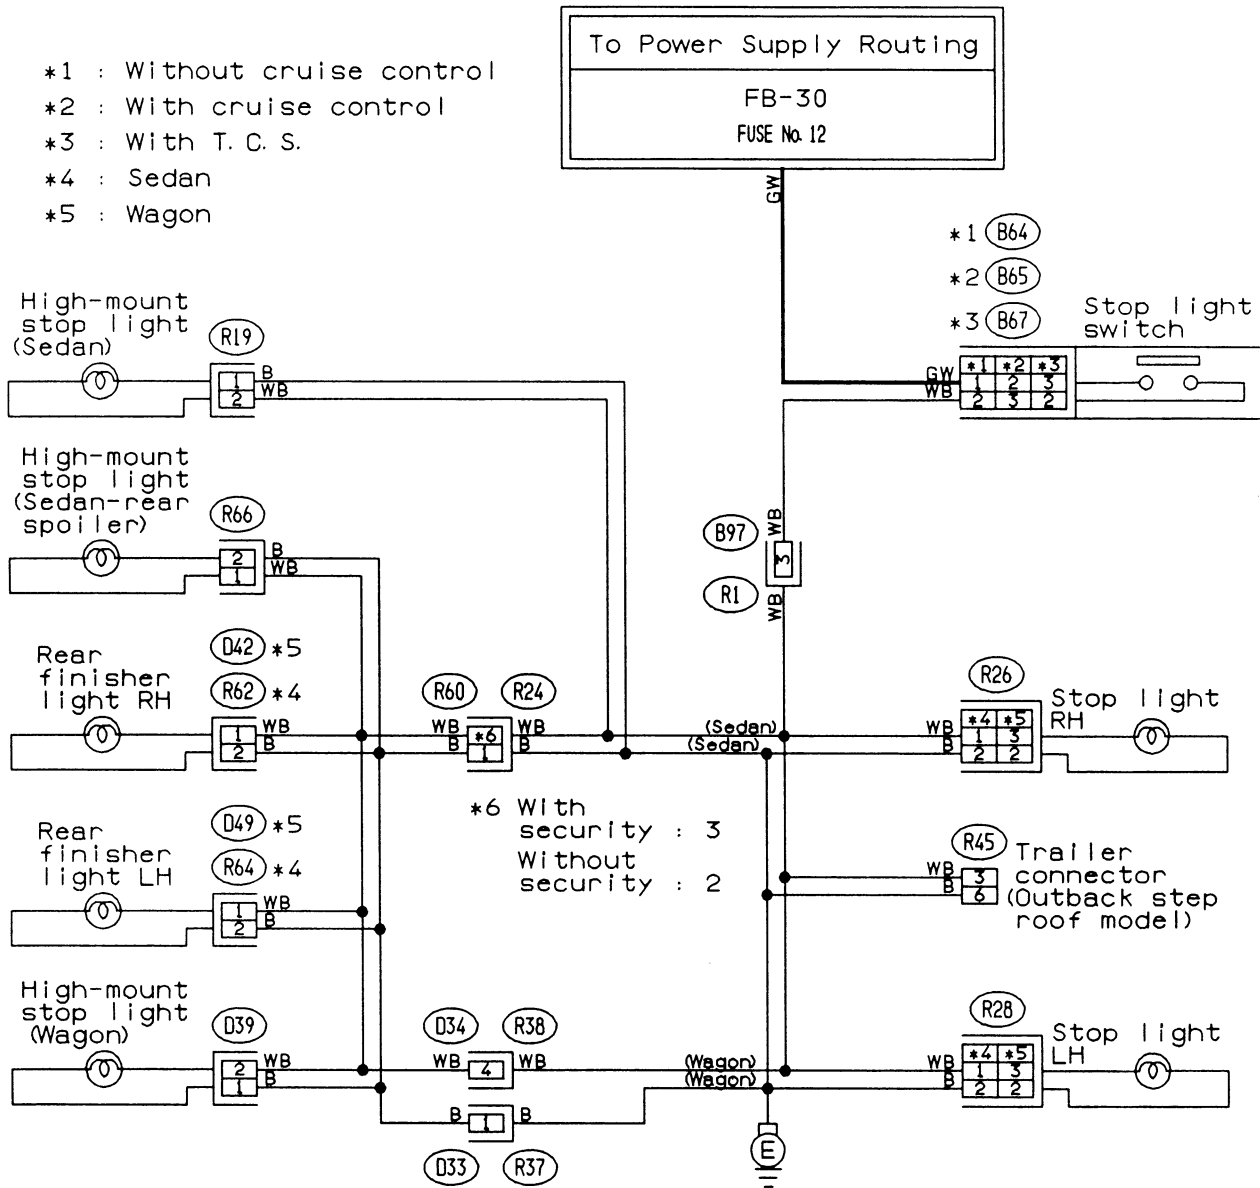 To Power Supply Routing
FB-30
FUSE No. 12
*1 : Without cruise control
*2 : With cruise control
*3 : With T. C. S.
*4 : Sedan
*5 : Wagon
GW
*1 B64
*2 B65
*3 B67
Stop light
switch
*1 *2 *3
GW 1 2 3
WB 2 3 2
High-mount
stop light
(Sedan)
R19
1 B
2 WB
High-mount
stop light
(Sedan-rear
spoiler)
R66
2 B
1 WB
B97
WB
3
R1
WB
Rear
finisher
light RH
D42 *5
R62 *4
1 WB
2 B
R60
R24
WB *6 WB
B 1 B
(Sedan)
(Sedan)
R26
Stop light
RH
*4 *5
WB 1 3
B 2 2
*6 With
security : 3
Without
security : 2
Rear
finisher
light LH
D49 *5
R64 *4
1 WB
2 B
R45
WB 3
B 6
Trailer
connector
(Outback step
roof model)
High-mount
stop light
(Wagon)
D39
2 WB
1 B
D34
R38
WB 4 WB
(Wagon)
(Wagon)
B 1 B
D33
R37
R28
Stop light
LH
*4 *5
WB 1 3
B 2 2
E